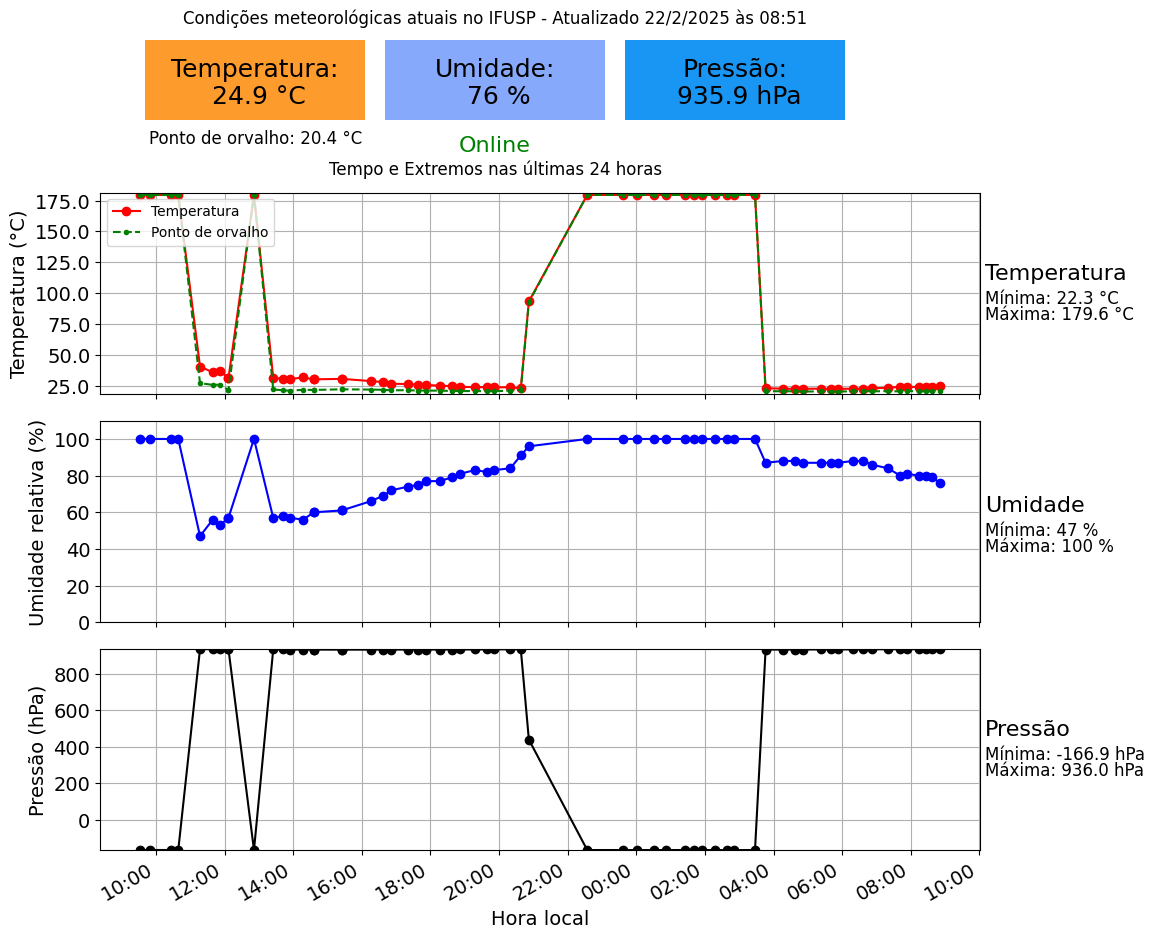 Condições meteorológicas atuais no IFUSP - Atualizado 22/2/2025 às 08:51
Temperatura:
24.9 °C
Umidade:
76 %
Pressão:
935.9 hPa
Ponto de orvalho: 20.4 °C
Online
Tempo e Extremos nas últimas 24 horas
Temperatura (°C)
175.0
150.0
125.0
100.0
75.0
50.0
25.0
Temperatura
Ponto de orvalho
Temperatura
Mínima: 22.3 °C
Máxima: 179.6 °C
Umidade relativa (%)
100
80
60
40
20
0
Umidade
Mínima: 47 %
Máxima: 100 %
Pressão (hPa)
800
600
400
200
0
Pressão
Mínima: -166.9 hPa
Máxima: 936.0 hPa
10:00
12:00
14:00
16:00
18:00
20:00
22:00
00:00
02:00
04:00
06:00
08:00
10:00
Hora local